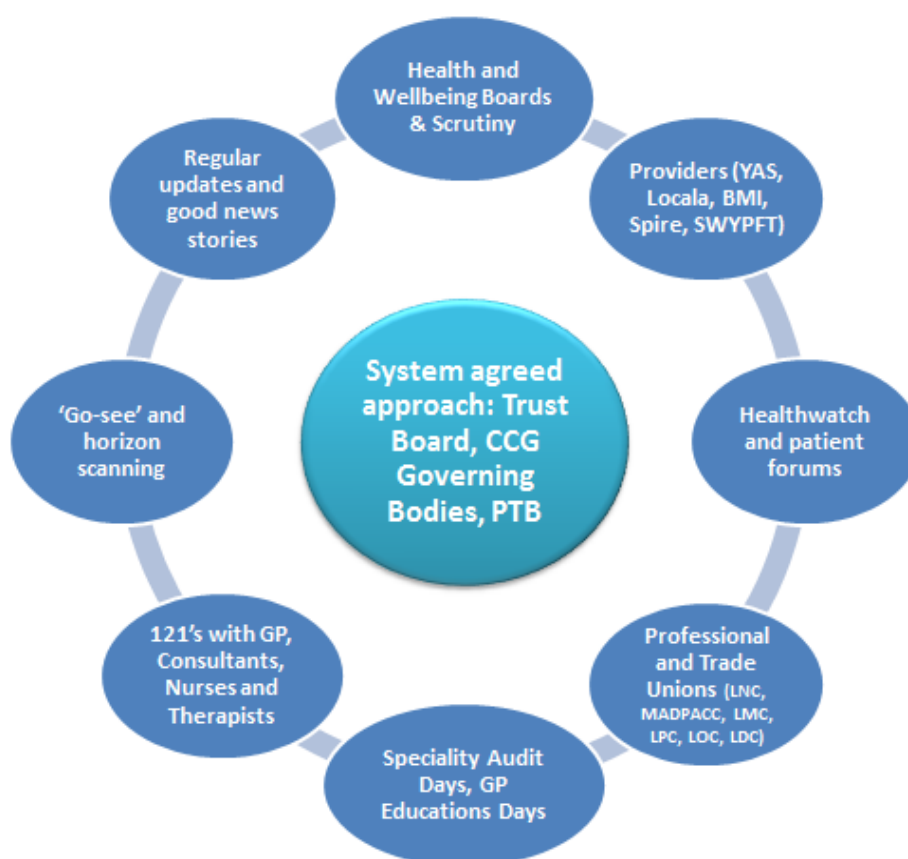 Health and
Wellbeing Boards
& Scrutiny
Providers (YAS,
Locala, BMI,
Spire, SWYPFT)
Healthwatch
and patient
forums
Professional
and Trade
Unions (LNC,
MADPACC, LMC,
LPC, LOC, LDC)
Speciality Audit
Days, GP
Educations Days
121's with GP,
Consultants,
Nurses and
Therapists
'Go-see' and
horizon
scanning
Regular
updates and
good news
stories
System agreed
approach: Trust
Board, CCG
Governing
Bodies, PTB